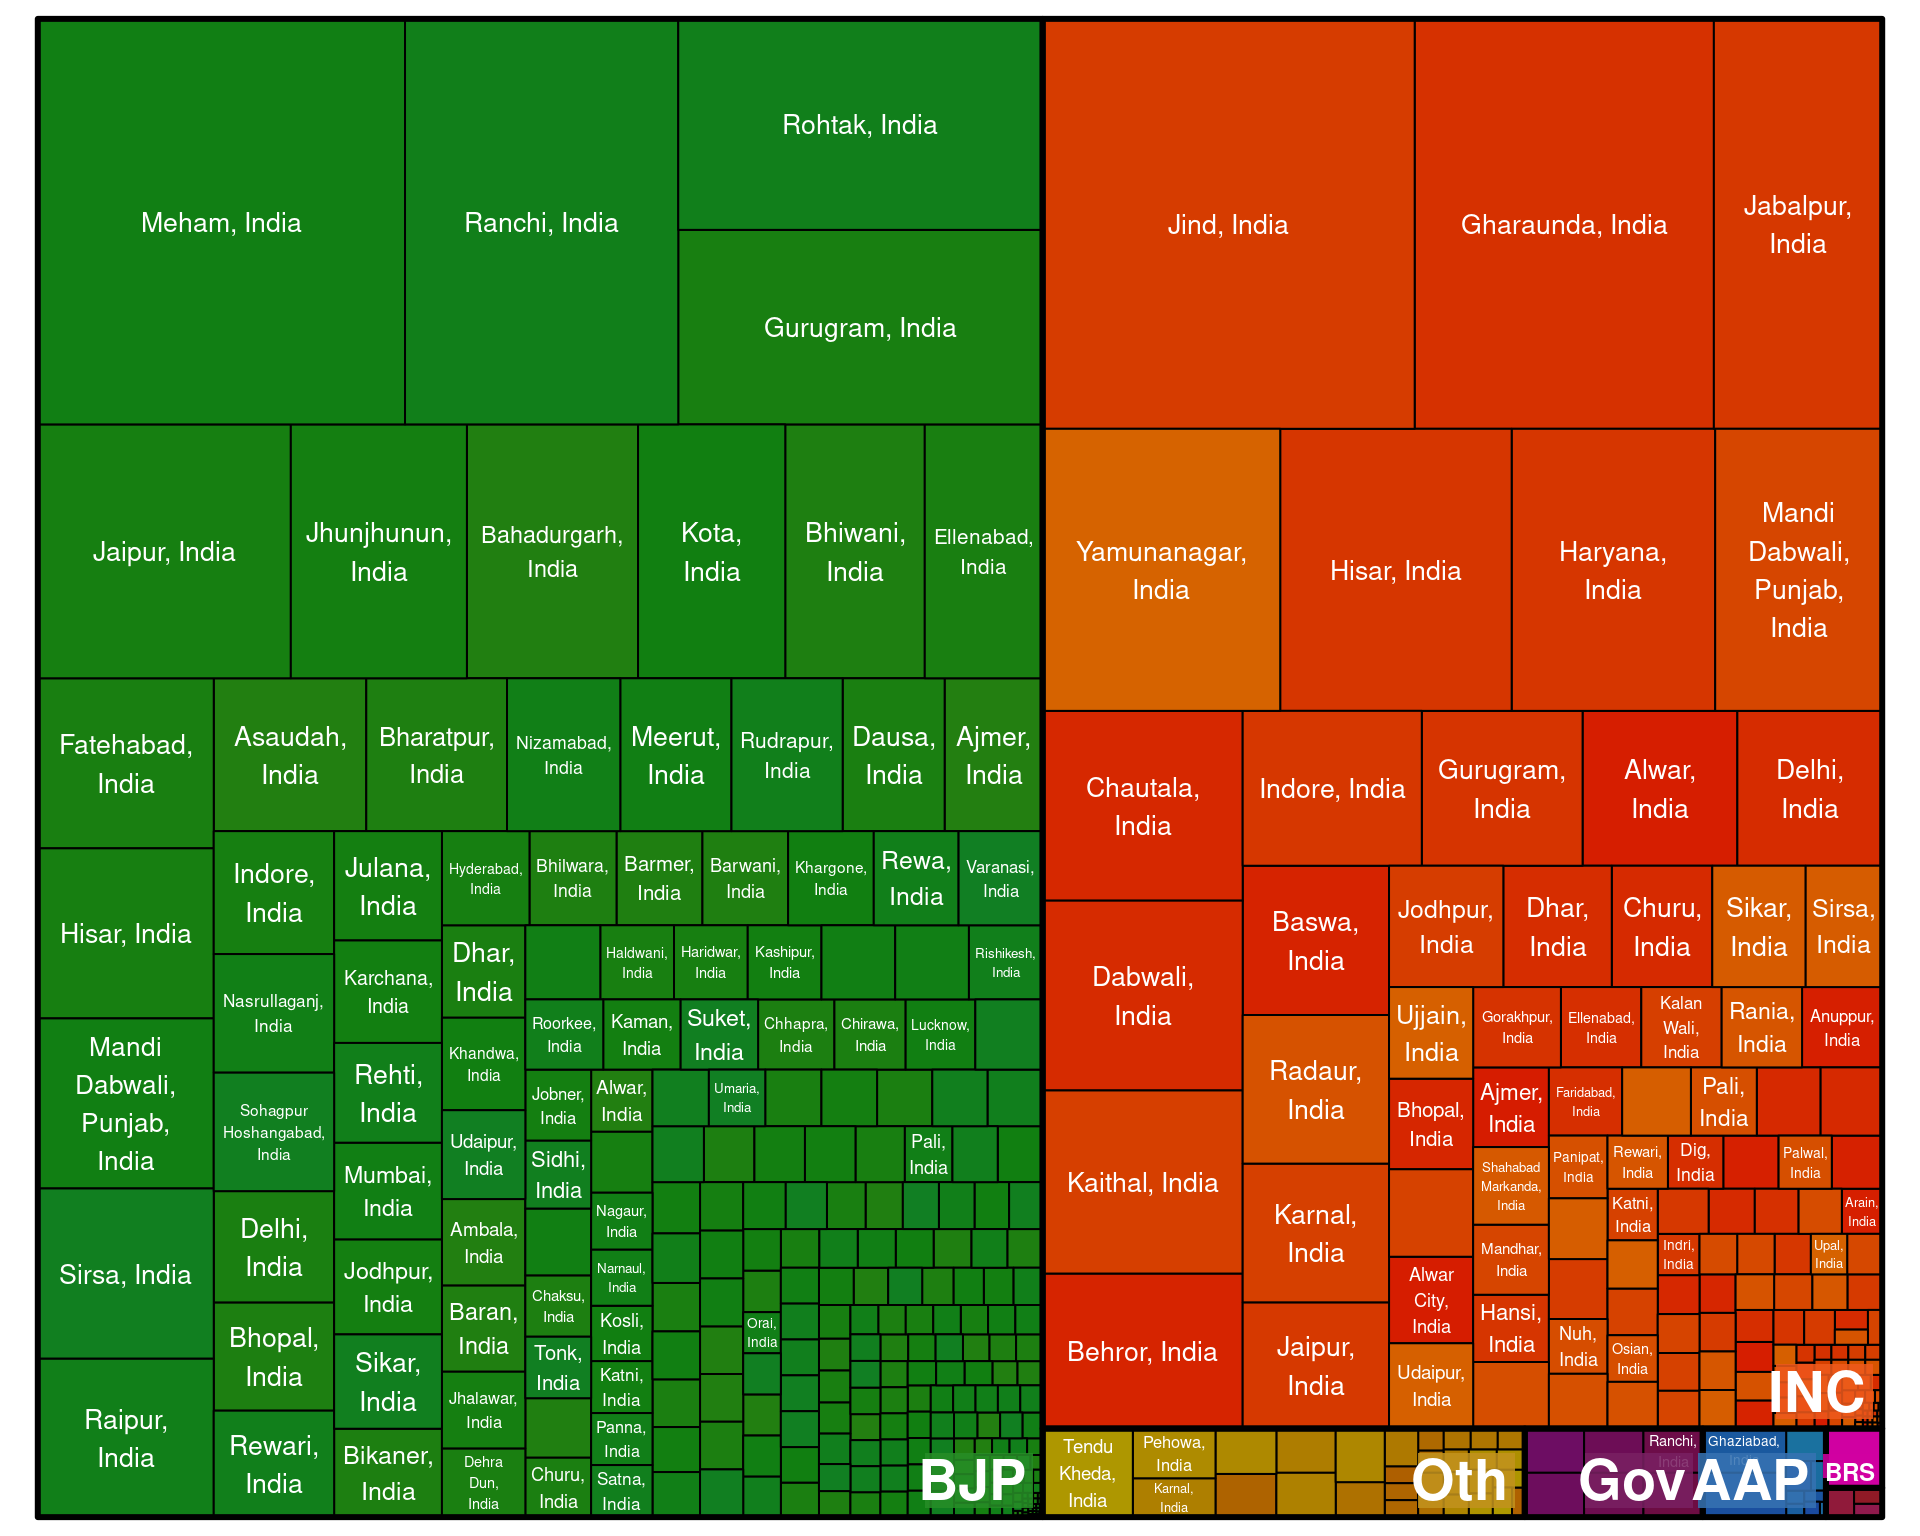 Meham, India
Ranchi, India
Rohtak, India
Gurugram, India
Jaipur, India
Jhunjhunun,
India
Bahadurgarh,
India
Kota,
India
Bhiwani,
India
Ellenabad,
India
Fatehabad,
India
Asaudah,
India
Bharatpur,
India
Nizamabad,
India
Meerut,
India
Rudrapur,
India
Dausa,
India
Ajmer,
India
Hisar, India
Mandi
Dabwali,
Punjab,
India
Sirsa, India
Raipur,
India
Indore,
India
Nasrullaganj,
India
Sohagpur
Hoshangabad,
India
Delhi,
India
Bhopal,
India
Rewari,
India
Julana,
India
Karchana,
India
Rehti,
India
Mumbai,
India
Jodhpur,
India
Sikar,
India
Bikaner,
India
Hyderabad,
India
Bhilwara,
India
Barmer,
India
Barwani,
India
Khargone,
India
Rewa,
India
Varanasi,
India
Dhar,
India
Khandwa,
India
Udaipur,
India
Ambala,
India
Baran,
India
Jhalawar,
India
Dehra
Dun,
India
Haldwani,
India
Haridwar,
India
Kashipur,
India
Rishikesh,
India
Roorkee,
India
Kaman,
India
Suket,
India
Chhapra,
India
Chirawa,
India
Lucknow,
India
Jobner,
India
Sidhi,
India
Chaksu,
India
Tonk,
India
Churu,
India
Alwar,
India
Nagaur,
India
Narnaul,
India
Kosli,
India
Katni,
India
Panna,
India
Satna,
India
Umaria,
India
Pali,
India
Orai,
India
BJP
Jind, India
Gharaunda, India
Jabalpur,
India
Yamunanagar,
India
Hisar, India
Haryana,
India
Mandi
Dabwali,
Punjab,
India
Chautala,
India
Dabwali,
India
Kaithal, India
Behror, India
Indore, India
Gurugram,
India
Alwar,
India
Delhi,
India
Baswa,
India
Radaur,
India
Karnal,
India
Jaipur,
India
Jodhpur,
India
Dhar,
India
Churu,
India
Sikar,
India
Sirsa,
India
Ujjain,
India
Bhopal,
India
Alwar
City,
India
Udaipur,
India
Gorakhpur,
India
Ellenabad,
India
Kalan
Wali,
India
Rania,
India
Anuppur,
India
Ajmer,
India
Shahabad
Markanda,
India
Mandhar,
India
Hansi,
India
Faridabad,
India
Pali,
India
Panipat,
India
Rewari,
India
Dig,
India
Palwal,
India
Katni,
India
Arain,
India
Indri,
India
Upal,
India
Nuh,
India
Osian,
India
INC
Tendu
Kheda,
India
Pehowa,
India
Karnal,
India
Oth
Ranchi,
India
Gov
Ghaziabad,
India
AAP
BRS